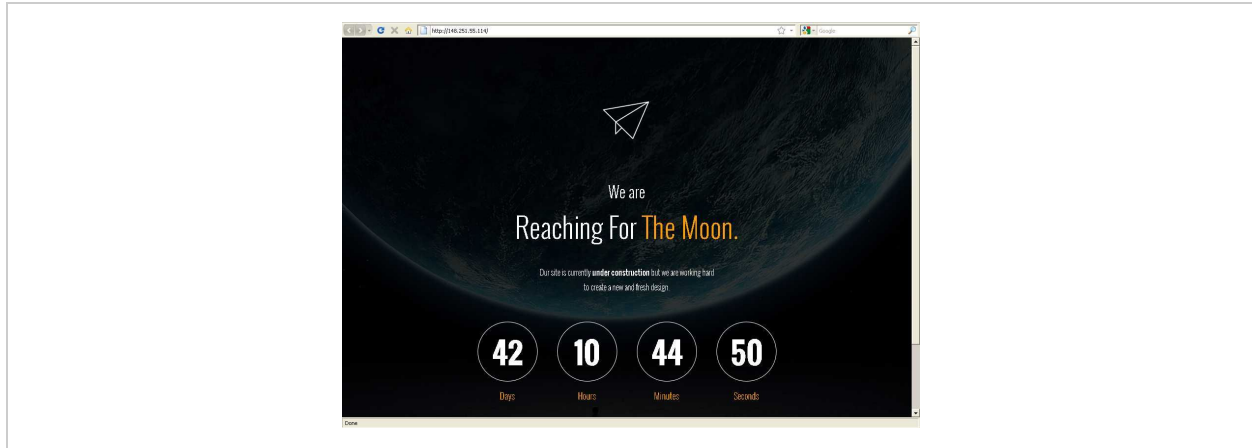 http://148.251.55.114/
Google
We are
Reaching For The Moon.
Our site is currently under construction but we are working hard
to create a new and fresh design.
42 10 44 50
Days Hours Minutes Seconds
Done